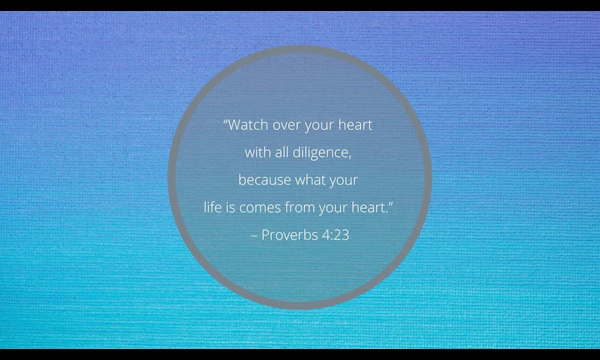 “Watch over your heart
with all diligence,
because what your
life is comes from your heart.”
– Proverbs 4:23